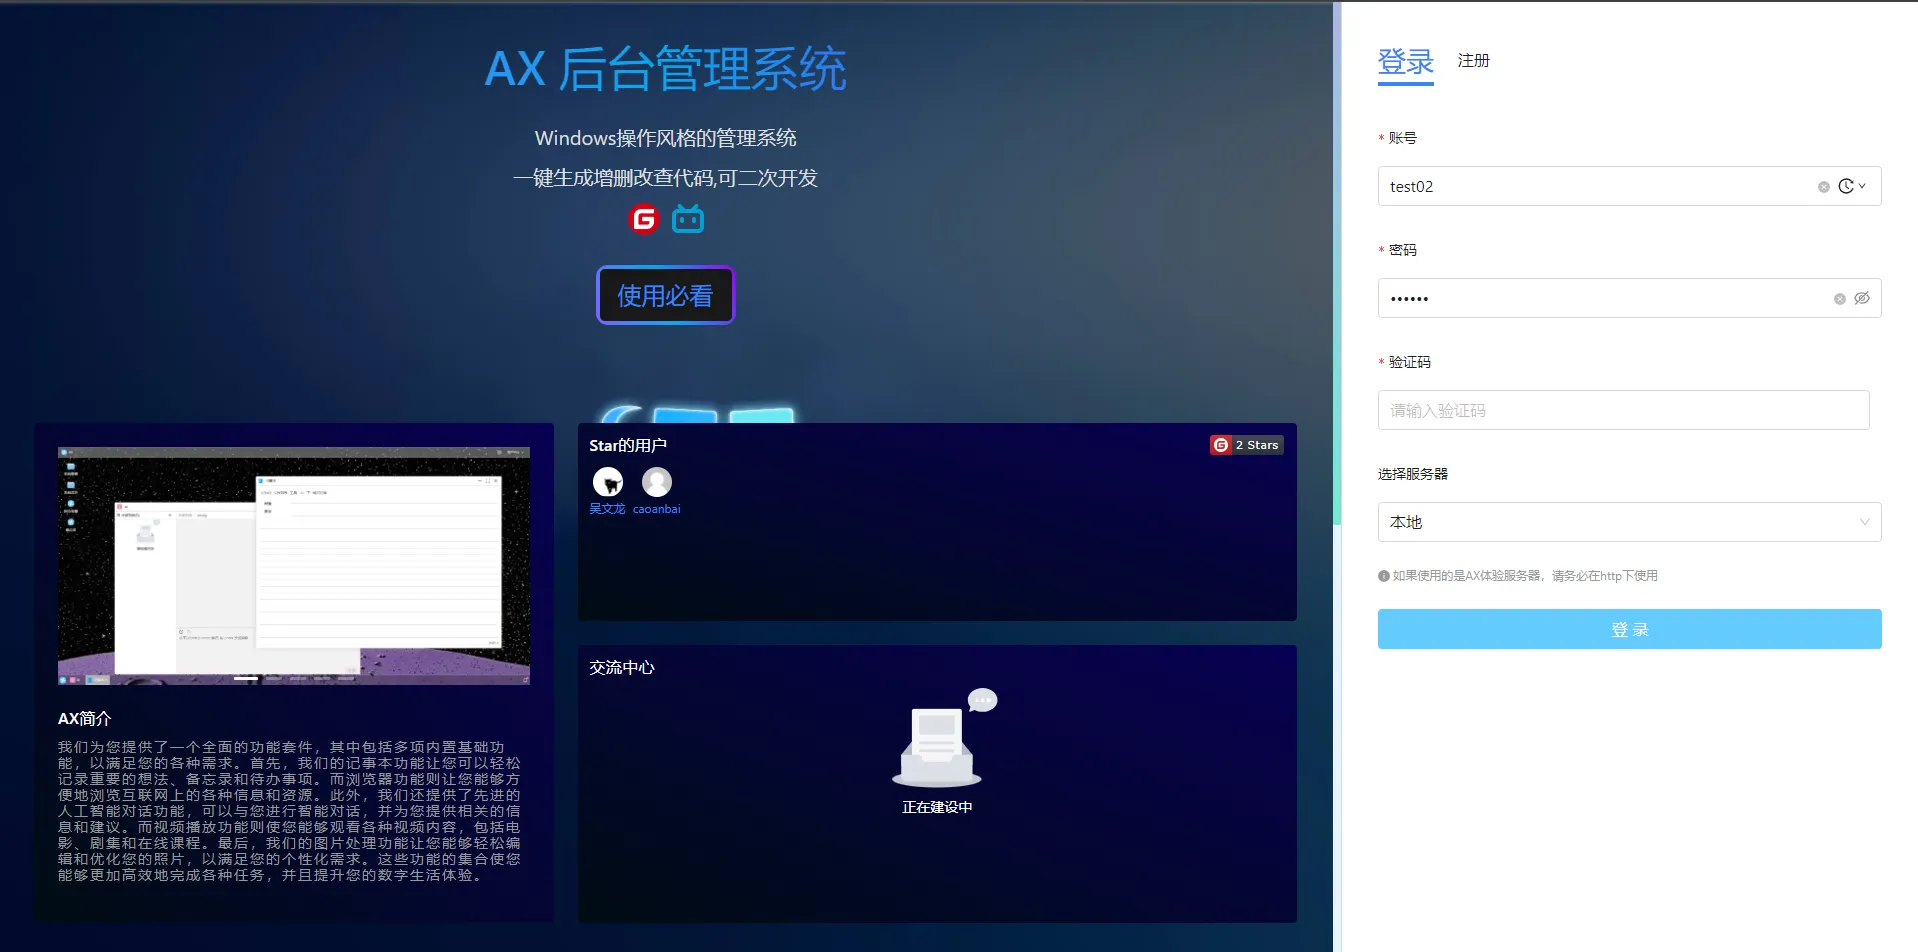 AX 后台管理系统
Windows操作风格的管理系统
一键生成增删改查代码,可二次开发
使用必看
AX简介
我们为您提供了一个全面的功能套件，其中包括多项内置基础功
能，以满足您的各种需求。首先，我们的记事本功能让您可以轻松
记录重要的想法、备忘录和待办事项。而浏览器功能则让您能够方
便地浏览互联网上的各种信息和资源。此外，我们还提供了先进的
人工智能对话功能，可以与您进行智能对话，并为您提供相关的信
息和建议。而视频播放功能则使您能够观看各种视频内容，包括电
影、剧集和在线课程。最后，我们的图片处理功能让您能够轻松编
辑和优化您的照片，以满足您的个性化需求。这些功能的集合使您
能够更加高效地完成各种任务，并且提升您的数字生活体验。
Star的用户
2 Stars
吴文龙 caoanbai
交流中心
正在建设中
登录 注册
* 账号
test02
* 密码
••••••
* 验证码
请输入验证码
选择服务器
本地
如果使用的是AX体验服务器，请务必在http下使用
登 录